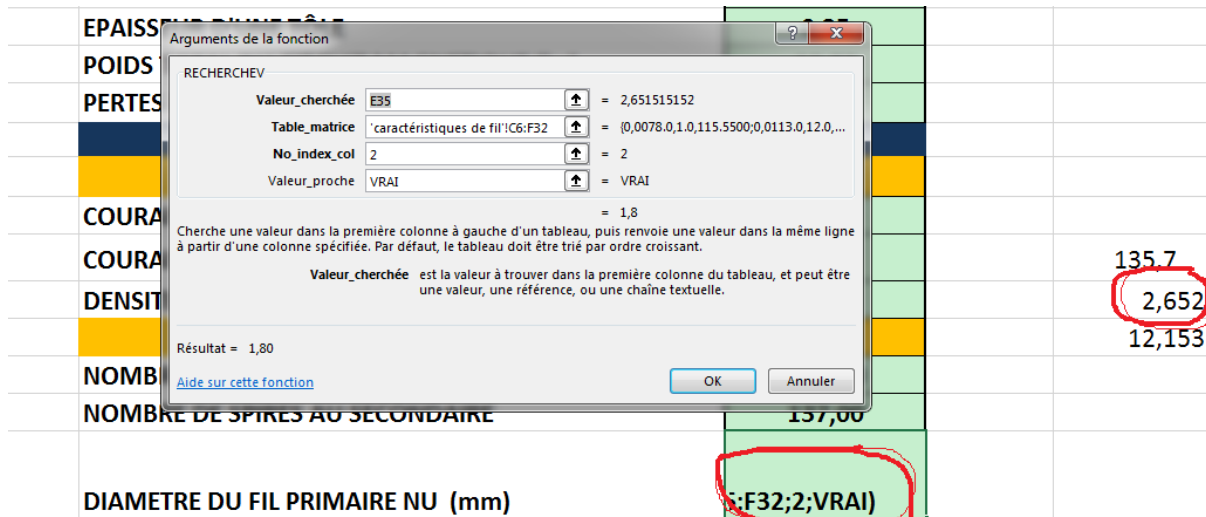 EPAISS
Arguments de la fonction
POIDS
RECHERCHEV
PERTES
Valeur_cherchée E35 = 2,651515152
Table_matrice 'caractéristiques de fil'!C6:F32 = {0,0078.0,1.0,115.5500;0,0113.0,12.0,...
No_index_col 2 = 2
Valeur_proche VRAI = VRAI
= 1,8
COURA
Cherche une valeur dans la première colonne à gauche d'un tableau, puis renvoie une valeur dans la même ligne
à partir d'une colonne spécifiée. Par défaut, le tableau doit être trié par ordre croissant.
COURA 135,7
Valeur_cherchée est la valeur à trouver dans la première colonne du tableau, et peut être
une valeur, une référence, ou une chaîne textuelle.
DENSIT 2,652
12,153
Résultat = 1,80
NOMB
Aide sur cette fonction OK Annuler
NOMBRE DE SPIRES AU SECONDAIRE 137,00
DIAMETRE DU FIL PRIMAIRE NU (mm) ;F32;2;VRAI)